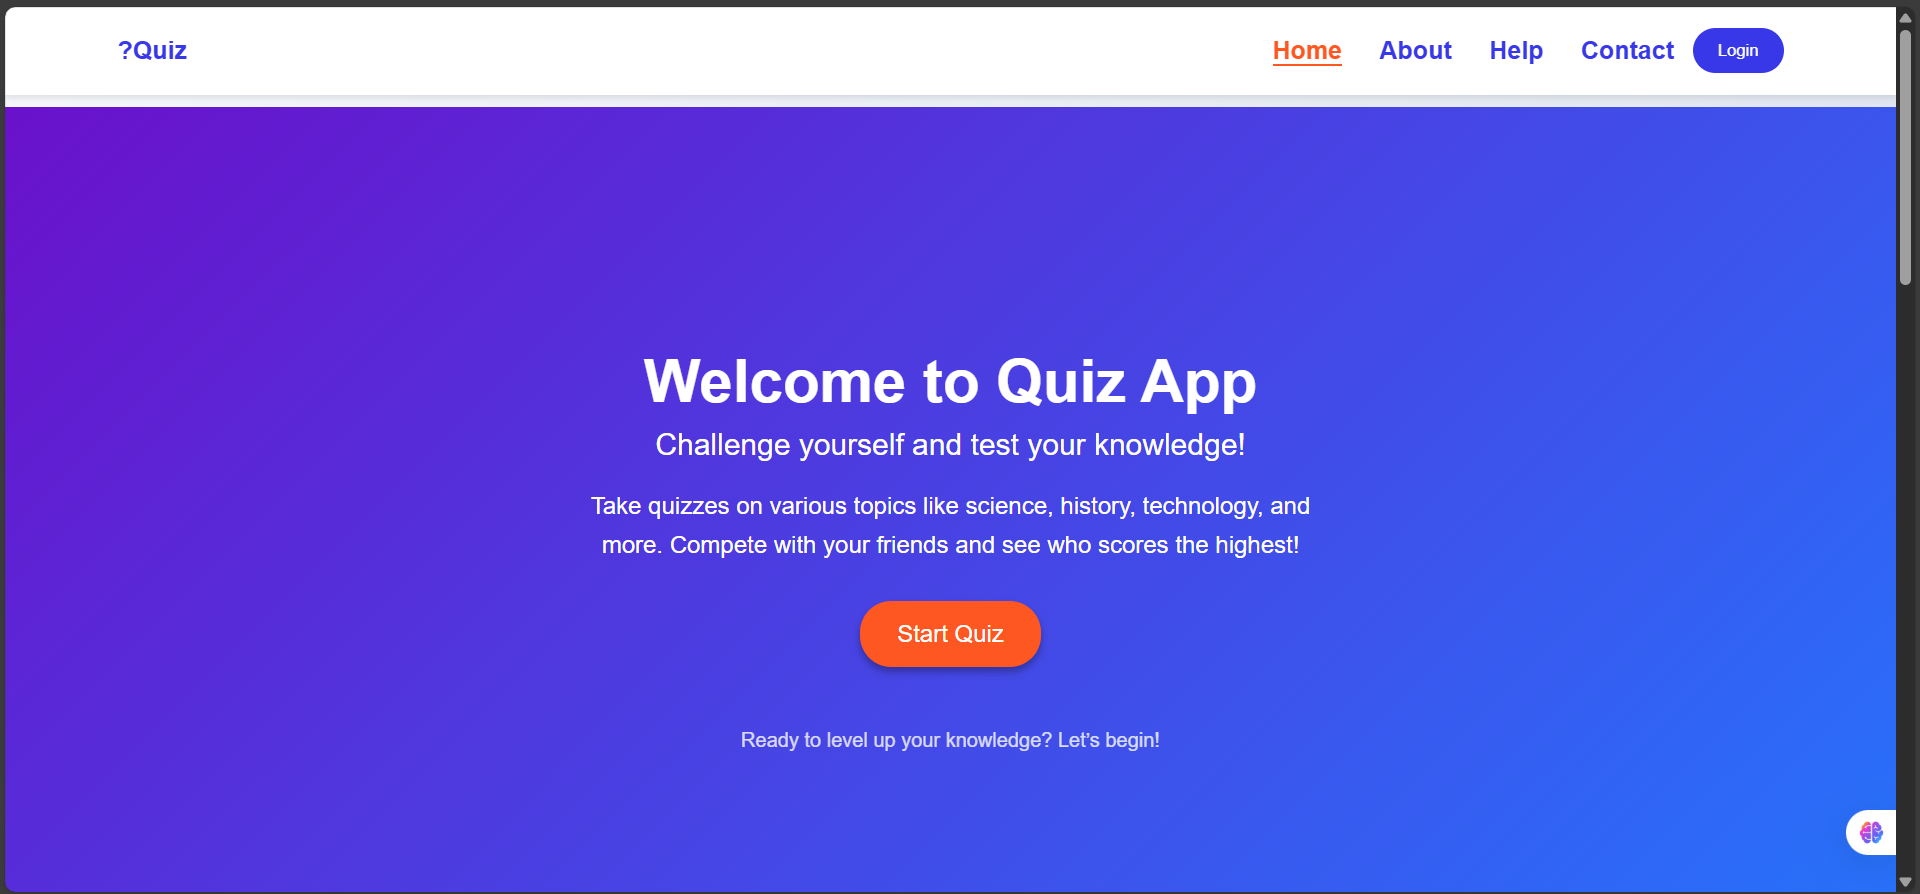 ?Quiz
Home About Help Contact Login
Welcome to Quiz App
Challenge yourself and test your knowledge!
Take quizzes on various topics like science, history, technology, and
more. Compete with your friends and see who scores the highest!
Start Quiz
Ready to level up your knowledge? Let’s begin!